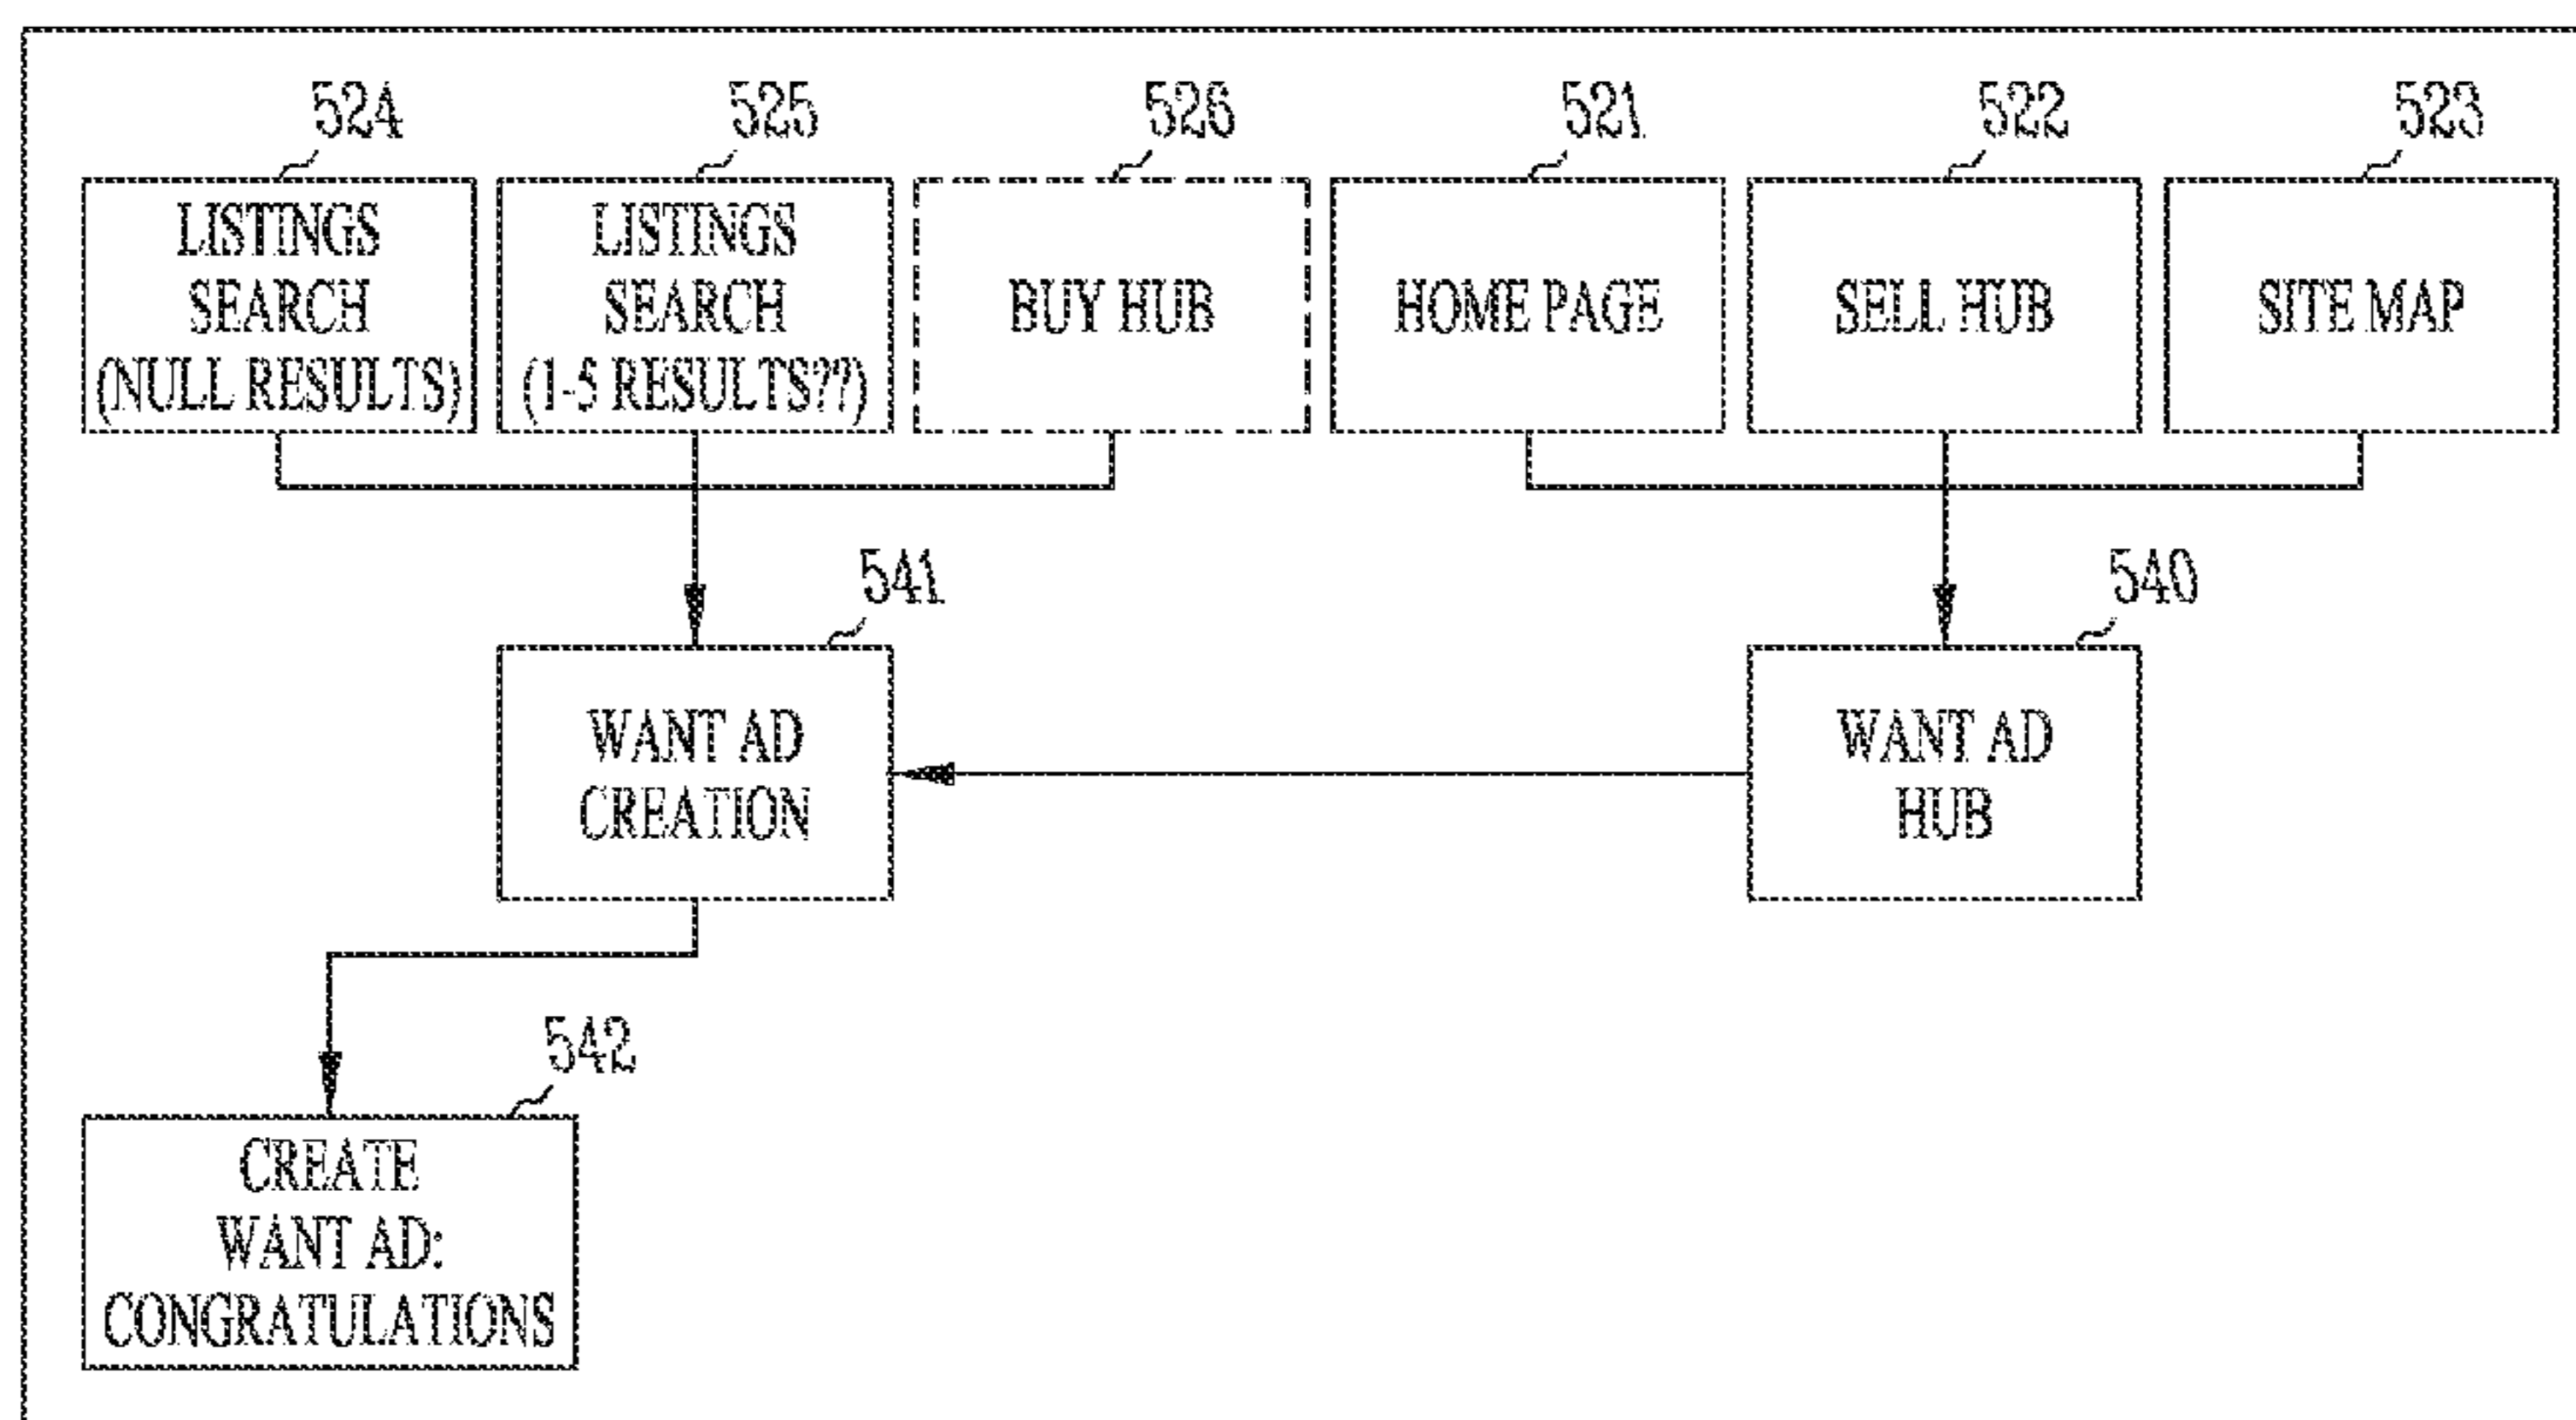 524
525
526
521
522
523
LISTINGS
SEARCH
(NULL RESULTS)
LISTINGS
SEARCH
(1-5 RESULTS??)
BUY HUB
HOME PAGE
SELL HUB
SITE MAP
541
540
WANT AD
CREATION
WANT AD
HUB
542
CREATE
WANT AD:
CONGRATULATIONS